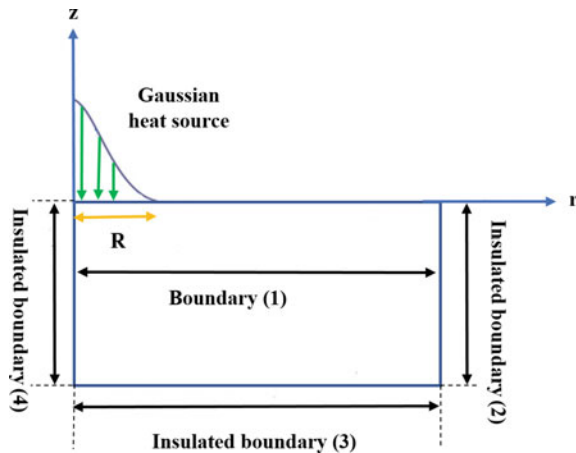 z
Gaussian
heat source
r
R
Boundary (1)
Insulated boundary (4)
Insulated boundary (2)
Insulated boundary (3)